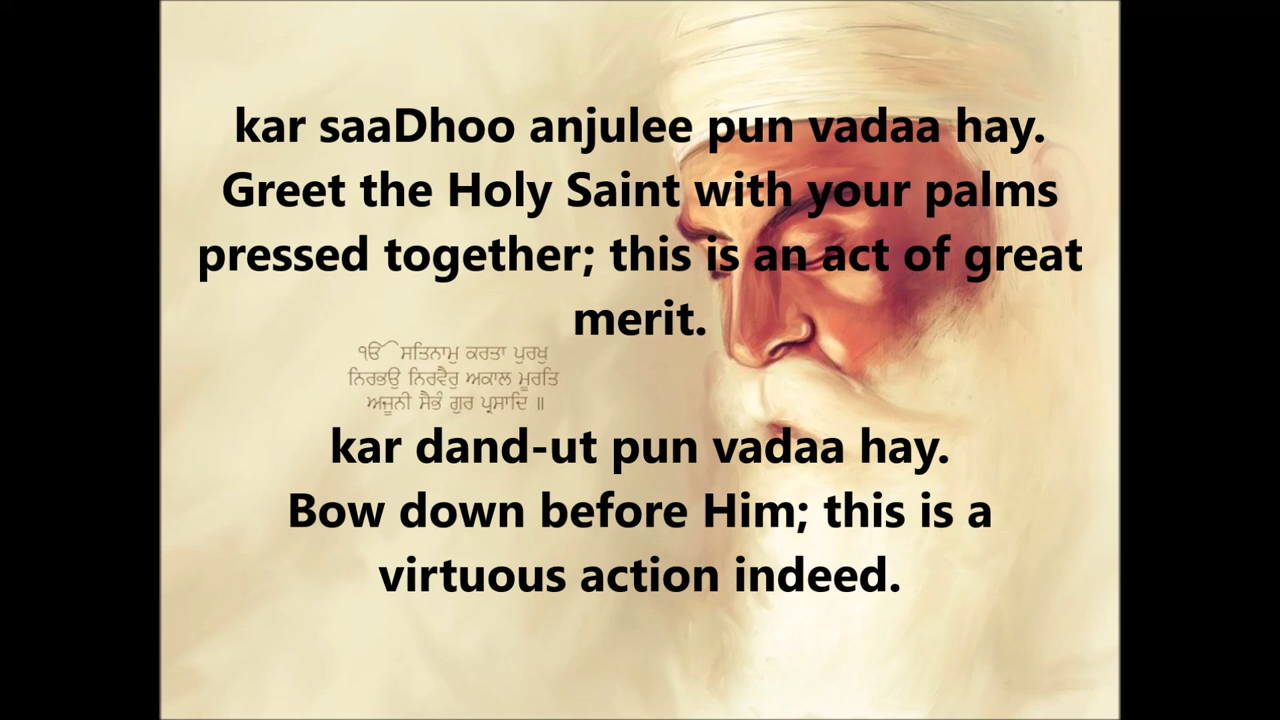 kar saaDhoo anjulee pun vadaa hay.
Greet the Holy Saint with your palms
pressed together; this is an act of great
merit.
ੴ ਸਤਿਨਾਮੁ ਕਰਤਾ ਪੁਰਖੁ
ਨਿਰਭਉ ਨਿਰਵੈਰੁ ਅਕਾਲ ਮੂਰਤਿ
ਅਜੂਨੀ ਸੈਭੰ ਗੁਰ ਪ੍ਰਸਾਦਿ ॥
kar dand-ut pun vadaa hay.
Bow down before Him; this is a
virtuous action indeed.